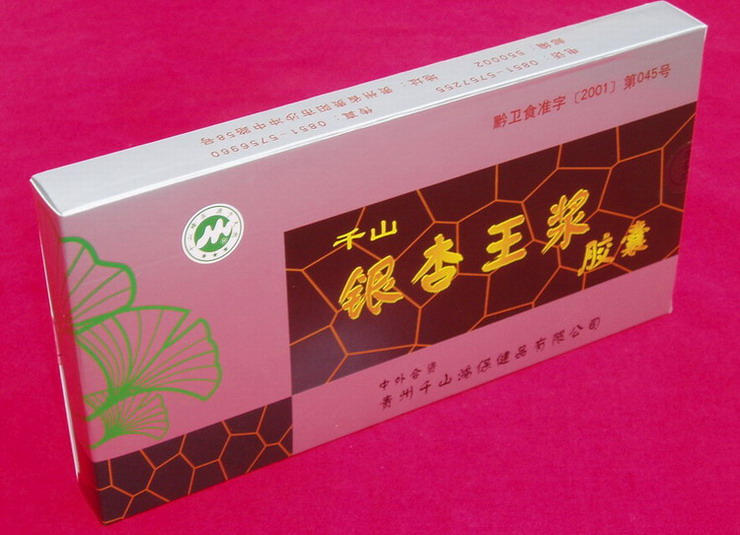 邮编：550002
电话：0851-5757255
地址：贵州省贵阳市沙冲中路58号
传真：0851-5756960
黔卫食准字〔2001〕第045号
千山
银杏王浆
胶囊
中外合资
贵州千山鸿保健品有限公司